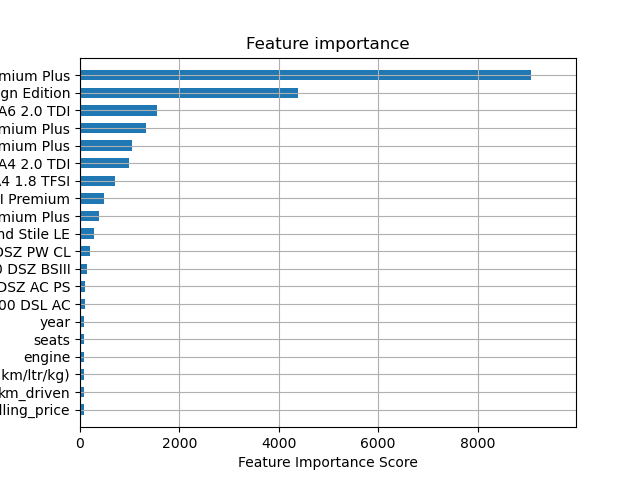 Feature importance
mium Plus
gn Edition
A6 2.0 TDI
mium Plus
mium Plus
A4 2.0 TDI
4 1.8 TFSI
I Premium
mium Plus
nd Stile LE
DSZ PW CL
0 DSZ BSIII
DSZ AC PS
00 DSL AC
year
seats
engine
km/ltr/kg)
km_driven
lling_price
0 2000 4000 6000 8000
Feature Importance Score